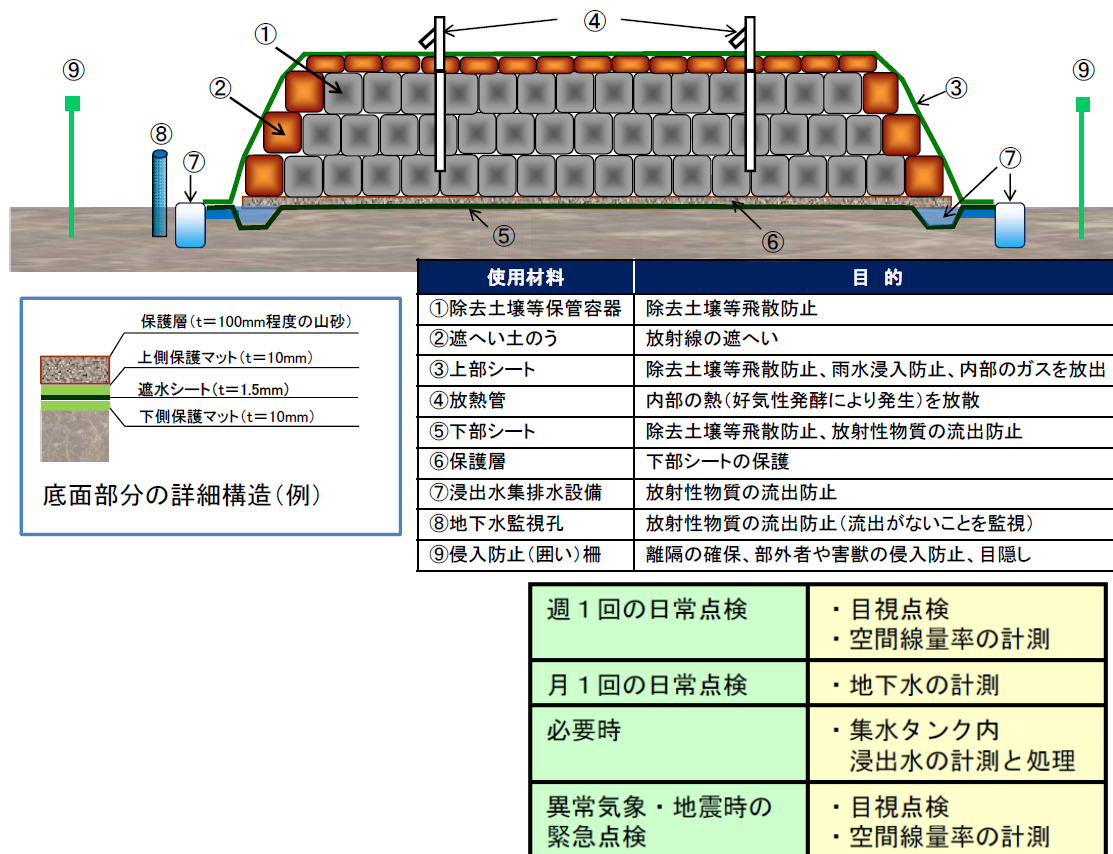 ④
①
⑨
⑨
②
③
⑧
⑦
⑦
⑤
⑥
保護層(t=100mm程度の山砂)
上側保護マット(t=10mm)
遮水シート(t=1.5mm)
下側保護マット(t=10mm)
底面部分の詳細構造(例)
使用材料 目 的
①除去土壌等保管容器 除去土壌等飛散防止
②遮へい土のう 放射線の遮へい
③上部シート 除去土壌等飛散防止、雨水浸入防止、内部のガスを放出
④放熱管 内部の熱(好気性発酵により発生)を放散
⑤下部シート 除去土壌等飛散防止、放射性物質の流出防止
⑥保護層 下部シートの保護
⑦浸出水集排水設備 放射性物質の流出防止
⑧地下水監視孔 放射性物質の流出防止(流出がないことを監視)
⑨侵入防止(囲い)柵 離隔の確保、部外者や害獣の侵入防止、目隠し
週1回の日常点検 ・目視点検
・空間線量率の計測
月1回の日常点検 ・地下水の計測
必要時 ・集水タンク内
浸出水の計測と処理
異常気象・地震時の ・目視点検
緊急点検 ・空間線量率の計測